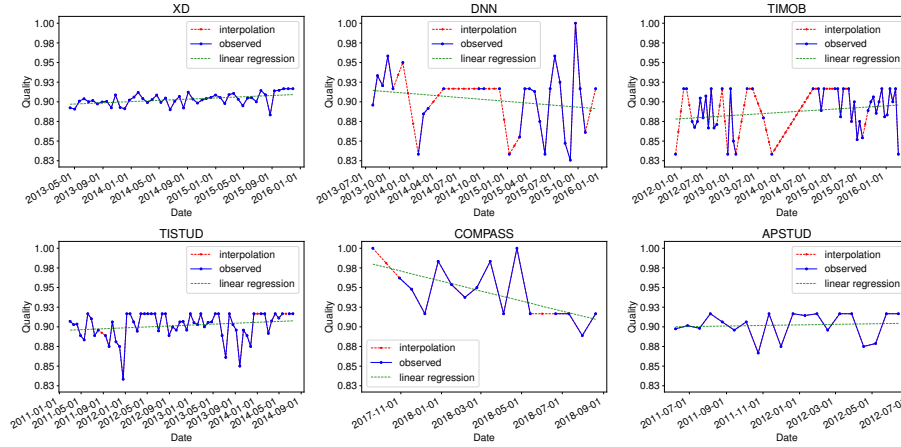 XD
Quality
1.00
0.98
0.95
0.93
0.90
0.88
0.85
0.83
interpolation
observed
linear regression
2013-05-01
2013-09-01
2014-01-01
2014-05-01
2014-09-01
2015-01-01
2015-05-01
2015-09-01
2016-01-01
Date
DNN
Quality
1.00
0.98
0.95
0.93
0.90
0.88
0.85
0.83
interpolation
observed
linear regression
2013-07-01
2013-10-01
2014-01-01
2014-04-01
2014-07-01
2014-10-01
2015-01-01
2015-04-01
2015-07-01
2015-10-01
2016-01-01
Date
TIMOB
Quality
1.00
0.98
0.95
0.93
0.90
0.88
0.85
0.83
interpolation
observed
linear regression
2012-01-01
2012-07-01
2013-01-01
2013-07-01
2014-01-01
2014-07-01
2015-01-01
2015-07-01
2016-01-01
Date
TISTUD
Quality
1.00
0.98
0.95
0.93
0.90
0.88
0.85
0.83
interpolation
observed
linear regression
2011-01-01
2011-05-01
2011-09-01
2012-01-01
2012-05-01
2012-09-01
2013-01-01
2013-05-01
2013-09-01
2014-01-01
2014-05-01
2014-09-01
Date
COMPASS
Quality
1.00
0.98
0.95
0.93
0.90
0.88
0.85
0.83
interpolation
observed
linear regression
2017-11-01
2018-01-01
2018-03-01
2018-05-01
2018-07-01
2018-09-01
Date
APSTUD
Quality
1.00
0.98
0.95
0.93
0.90
0.88
0.85
0.83
interpolation
observed
linear regression
2011-07-01
2011-09-01
2011-11-01
2012-01-01
2012-03-01
2012-05-01
2012-07-01
Date